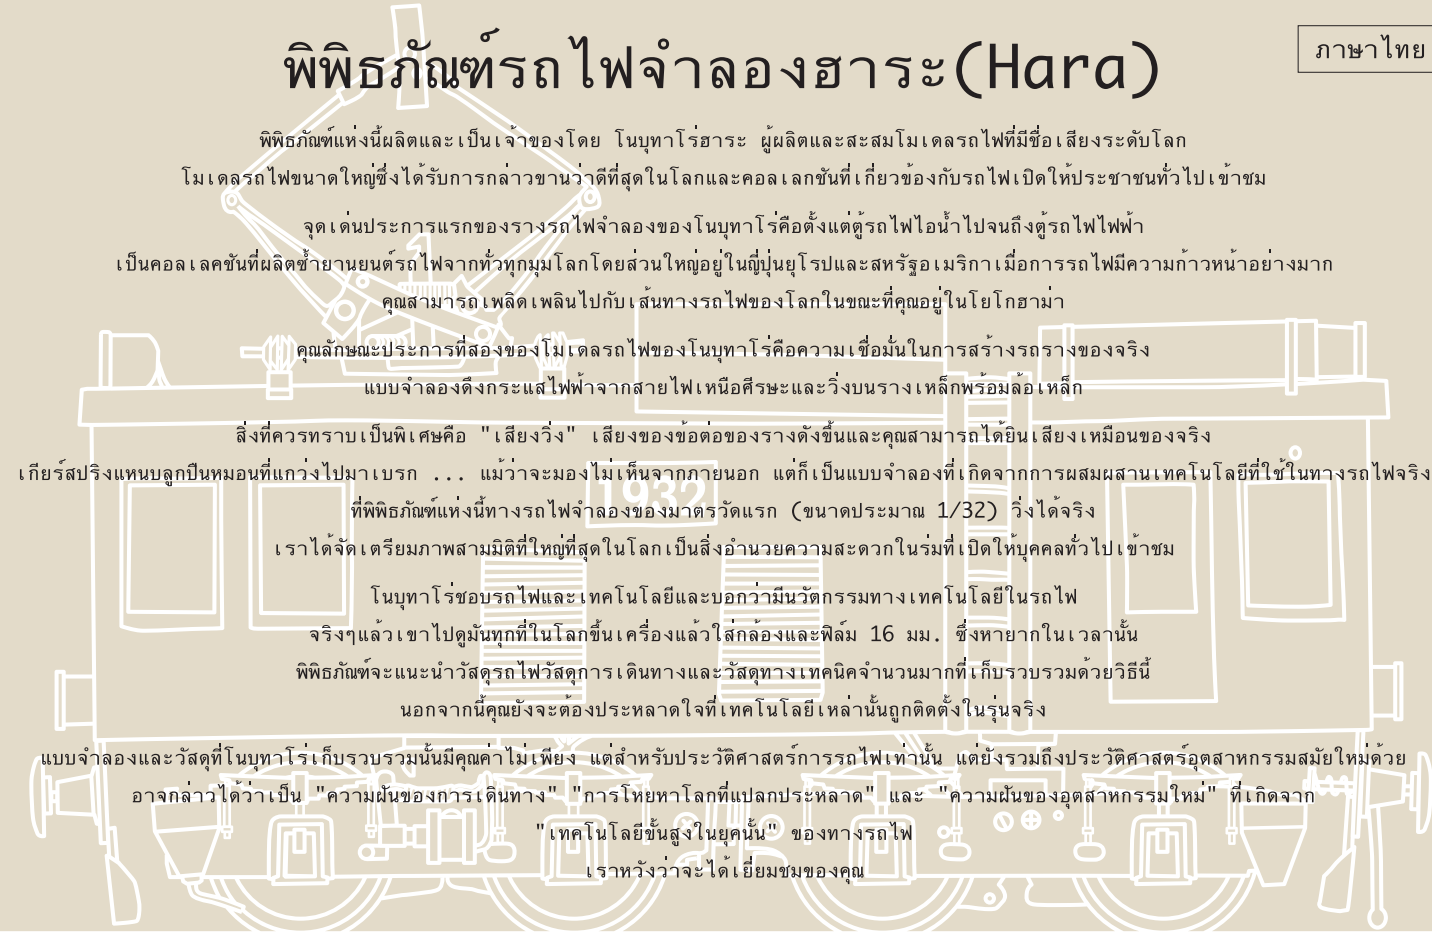 พิพิธภัณฑ์รถไฟจำลองฮาระ(Hara)
ภาษาไทย
พิพิธภัณฑ์แห่งนี้ผลิตและเป็นเจ้าของโดย โนบุทาโร่ฮาระ ผู้ผลิตและสะสมโมเดลรถไฟที่มีชื่อเสียงระดับโลก
โมเดลรถไฟขนาดใหญ่ซึ่งได้รับการกล่าวขานว่าดีที่สุดในโลกและคอลเลกชันที่เกี่ยวข้องกับรถไฟเปิดให้ประชาชนทั่วไปเข้าชม
จุดเด่นประการแรกของรางรถไฟจำลองของโนบุทาโร่คือตั้งแต่ตู้รถไฟไอน้ำไปจนถึงตู้รถไฟไฟฟ้า
เป็นคอลเลคชันที่ผลิตซ้ำยานยนต์รถไฟจากทั่วทุกมุมโลกโดยส่วนใหญ่อยู่ในญี่ปุ่นยุโรปและสหรัฐอเมริกาเมื่อการรถไฟมีความก้าวหน้าอย่างมาก
คุณสามารถเพลิดเพลินไปกับเส้นทางรถไฟของโลกในขณะที่คุณอยู่ในโยโกฮาม่า
คุณลักษณะประการที่สองของโมเดลรถไฟของโนบุทาโร่คือความเชื่อมั่นในการสร้างรถรางของจริง
แบบจำลองดึงกระแสไฟฟ้าจากสายไฟเหนือศีรษะและวิ่งบนรางเหล็กพร้อมล้อเหล็ก
สิ่งที่ควรทราบเป็นพิเศษคือ "เสียงวิ่ง" เสียงของข้อต่อของรางดังขึ้นและคุณสามารถได้ยินเสียงเหมือนของจริง
เกียร์สปริงแหนบลูกปืนหมอนที่แกว่งไปมาเบรก ... แม้ว่าจะมองไม่เห็นจากภายนอก แต่ก็เป็นแบบจำลองที่เกิดจากการผสมผสานเทคโนโลยีที่ใช้ในทางรถไฟจริง
1932
ที่พิพิธภัณฑ์แห่งนี้ทางรถไฟจำลองของมาตรวัดแรก (ขนาดประมาณ 1/32) วิ่งได้จริง
เราได้จัดเตรียมภาพสามมิติที่ใหญ่ที่สุดในโลกเป็นสิ่งอำนวยความสะดวกในร่มที่เปิดให้บุคคลทั่วไปเข้าชม
โนบุทาโร่ชอบรถไฟและเทคโนโลยีและบอกว่ามีนวัตกรรมทางเทคโนโลยีในรถไฟ
จริงๆแล้วเขาไปดูมันทุกที่ในโลกขึ้นเครื่องแล้วใส่กล้องและฟิล์ม 16 มม. ซึ่งหายากในเวลานั้น
พิพิธภัณฑ์จะแนะนำวัสดุรถไฟวัสดุการเดินทางและวัสดุทางเทคนิคจำนวนมากที่เก็บรวบรวมด้วยวิธีนี้
นอกจากนี้คุณยังจะต้องประหลาดใจที่เทคโนโลยีเหล่านั้นถูกติดตั้งในรุ่นจริง
แบบจำลองและวัสดุที่โนบุทาโร่เก็บรวบรวมนั้นมีคุณค่าไม่เพียง แต่สำหรับประวัติศาสตร์การรถไฟเท่านั้น แต่ยังรวมถึงประวัติศาสตร์อุตสาหกรรมสมัยใหม่ด้วย
อาจกล่าวได้ว่าเป็น "ความฝันของการเดินทาง" "การโหยหาโลกที่แปลกประหลาด" และ "ความฝันของอุตสาหกรรมใหม่" ที่เกิดจาก
"เทคโนโลยีขั้นสูงในยุคนั้น" ของทางรถไฟ
เราหวังว่าจะได้เยี่ยมชมของคุณ